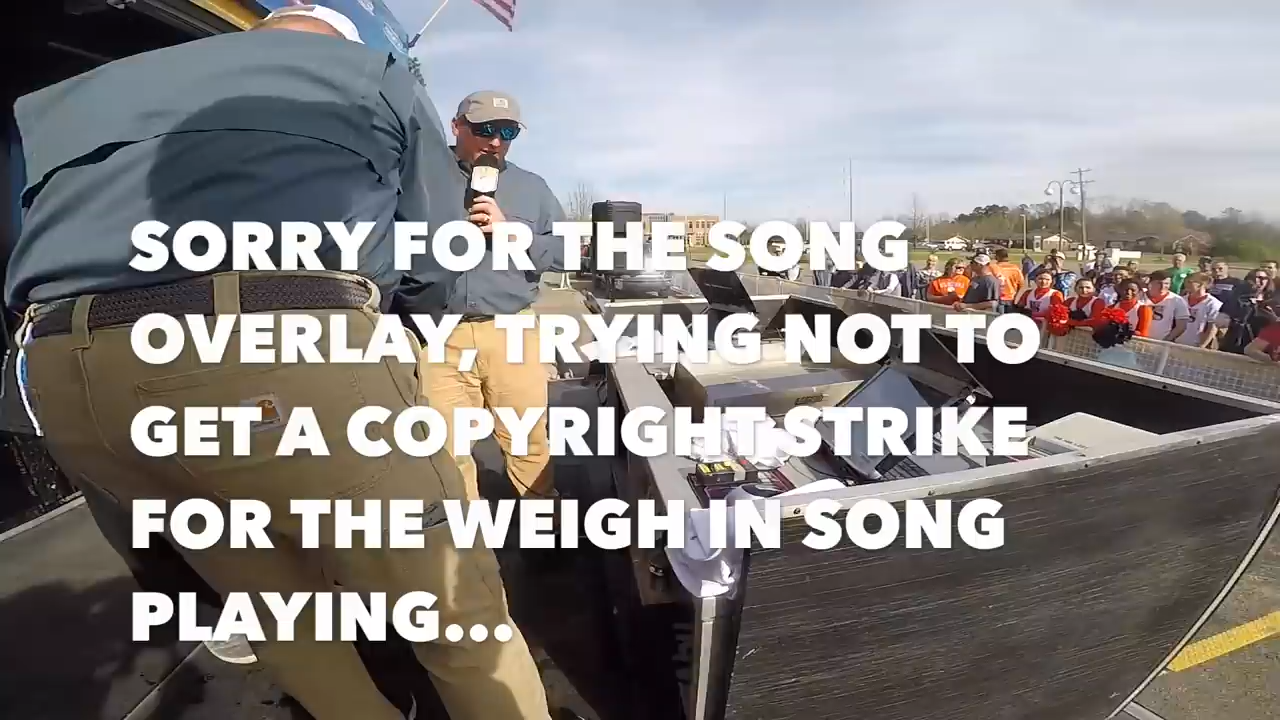 SORRY FOR THE SONG
OVERLAY, TRYING NOT TO
GET A COPYRIGHT STRIKE
FOR THE WEIGH IN SONG
PLAYING...